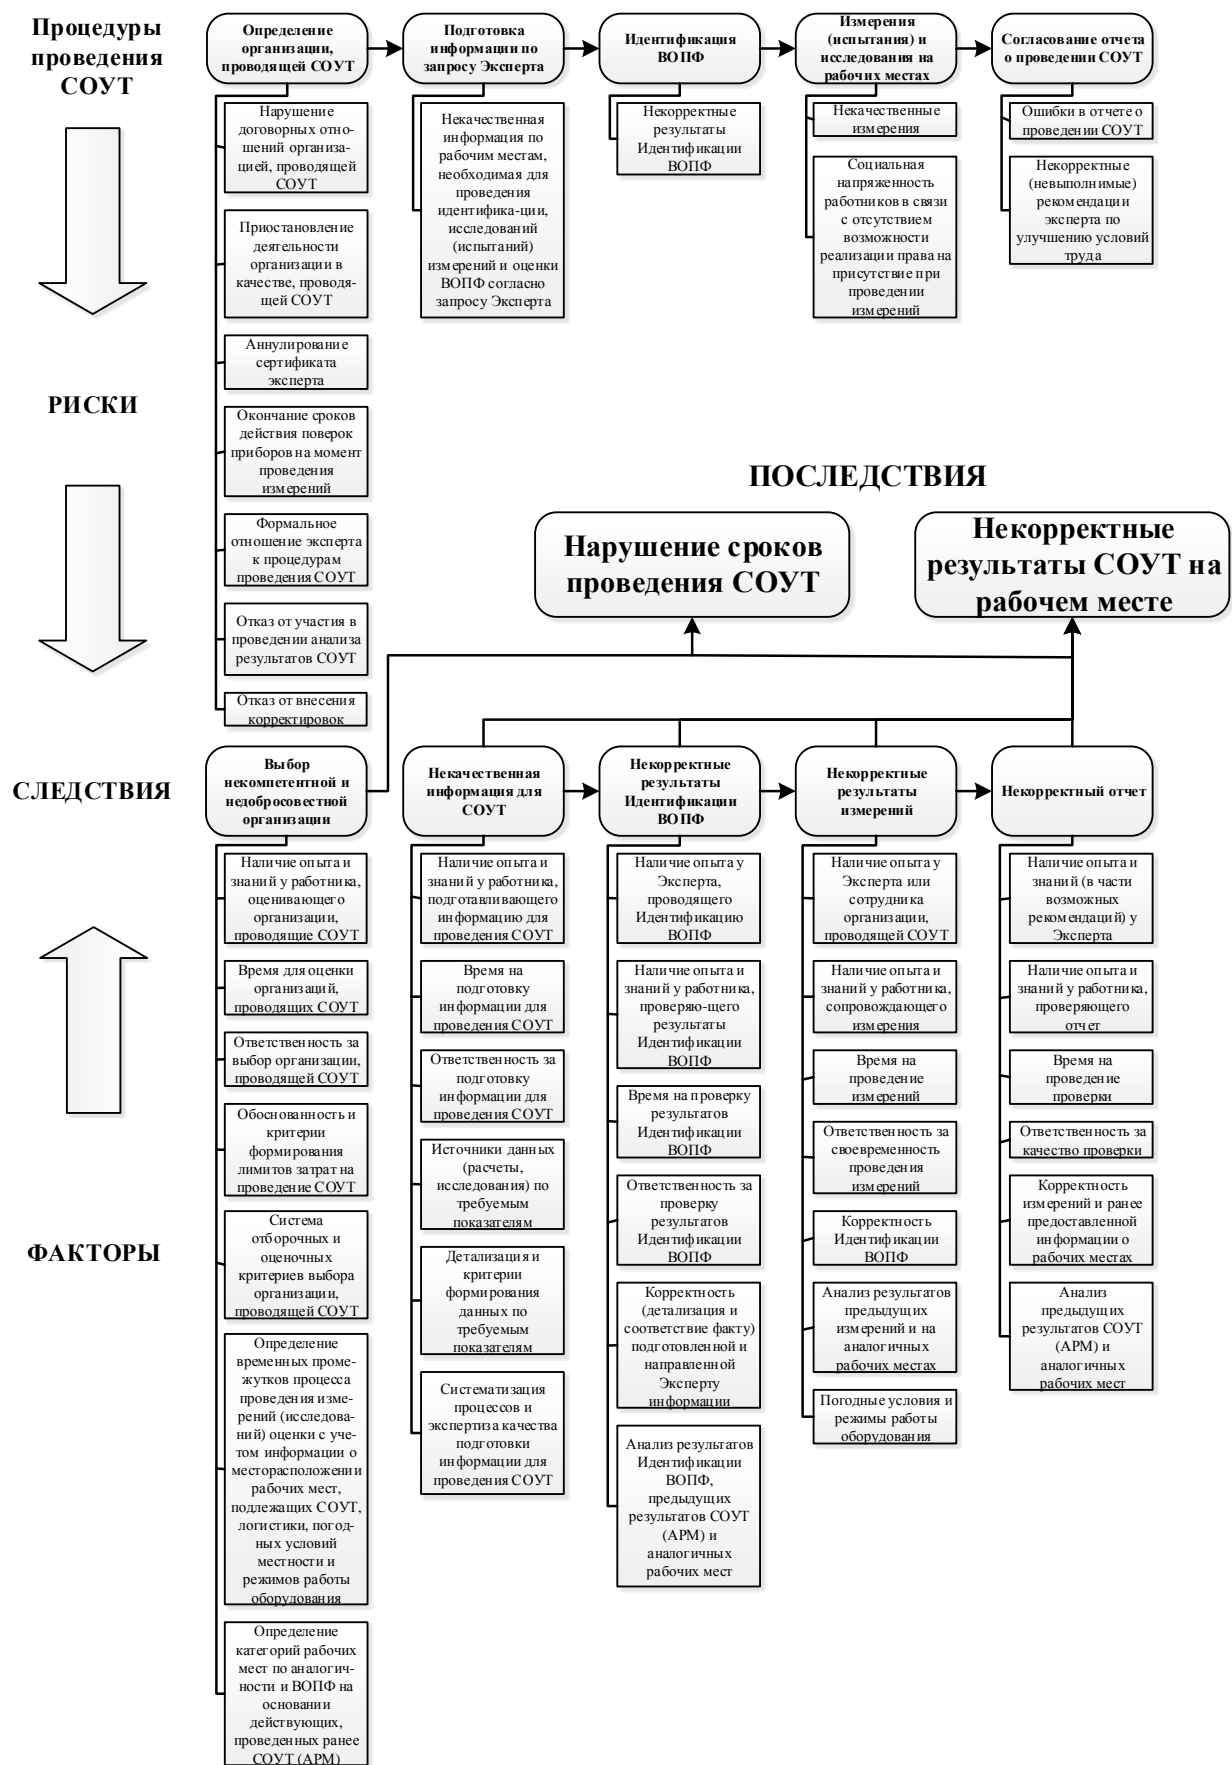 Процедуры
проведения
СОУТ
Определение
организации,
проводящей СОУТ
Подготовка
информации по
запросу Эксперта
Идентификация
ВОПФ
Измерения
(испытания) и
исследования на
рабочих местах
Согласование отчета
о проведении СОУТ
Нарушение
договорных отно-
шений организа-
цией, проводящей
СОУТ
Приостановление
деятельности
организации в
качестве, проводя-
щей СОУТ
Аннулирование
сертификата
эксперта
Окончание сроков
действия поверок
приборов на момент
проведения
измерений
Формальное
отношение эксперта
к процедурам
проведения СОУТ
Отказ от участия в
проведении анализа
результатов СОУТ
Отказ от внесения
корректировок
Некачественная
информация по
рабочим местам,
необходимая для
проведения
идентифика-ции,
исследований
(испытаний)
измерений и оценки
ВОПФ согласно
запросу Эксперта
Некорректные
результаты
Идентификации
ВОПФ
Некачественные
измерения
Социальная
напряженность
работников в связи
с отсутствием
возможности
реализации права на
присутствие при
проведении
измерений
Ошибки в отчете о
проведении СОУТ
Некорректные
(невыполнимые)
рекомендации
эксперта по
улучшению условий
труда
РИСКИ
ПОСЛЕДСТВИЯ
Нарушение сроков
проведения СОУТ
Некорректные
результаты СОУТ на
рабочем месте
СЛЕДСТВИЯ
Выбор
некомпетентной и
недобросовестной
организации
Некачественная
информация для
СОУТ
Некорректные
результаты
Идентификации
ВОПФ
Некорректные
результаты
измерений
Некорректный отчет
ФАКТОРЫ
Наличие опыта и
знаний у работника,
оценивающего
организации,
проводящие СОУТ
Время для оценки
организаций,
проводящих СОУТ
Ответственность за
выбор организации,
проводящей СОУТ
Обоснованность и
критерии
формирования
лимитов затрат на
проведение СОУТ
Система
отборочных и
оценочных
критериев выбора
организации,
проводящей СОУТ
Определение
временных проме-
жутков процесса
проведения изме-
рений (исследова-
ний) оценки с учетом
информации о
месторасположении
рабочих мест,
подлежащих СОУТ,
логистики, погод-
ных условий
местности и
режимов работы
оборудования
Определение
категорий рабочих
мест по аналогич-
ности и ВОПФ на
основании
действующих,
проведенных ранее
СОУТ (АРМ)
Наличие опыта и
знаний у работника,
подготавливающего
информацию для
проведения СОУТ
Время на
подготовку
информации для
проведения СОУТ
Ответственность за
подготовку
информации для
проведения СОУТ
Источники данных
(расчеты,
исследования) по
требуемым
показателям
Детализация и
критерии
формирования
данных по
требуемым
показателям
Систематизация
процессов и
экспертиза качества
подготовки
информации для
проведения СОУТ
Наличие опыта у
Эксперта,
проводящего
Идентификацию
ВОПФ
Наличие опыта и
знаний у работника,
проверяю-щего
результаты
Идентификации
ВОПФ
Время на проверку
результатов
Идентификации
ВОПФ
Ответственность за
проверку
результатов
Идентификации
ВОПФ
Корректность
(детализация и
соответствие факту)
подготовленной и
направленной
Эксперту
информации
Анализ результатов
Идентификации
ВОПФ,
предыдущих
результатов СОУТ
(АРМ) и
аналогичных
рабочих мест
Наличие опыта у
Эксперта или
сотрудника
организации,
проводящей СОУТ
Наличие опыта и
знаний у работника,
сопровождающего
измерения
Время на
проведение
измерений
Ответственность за
своевременность
проведения
измерений
Корректность
Идентификации
ВОПФ
Анализ результатов
предыдущих
измерений и на
аналогичных
рабочих местах
Погодные условия и
режимы работы
оборудования
Наличие опыта и
знаний (в части
возможных
рекомендаций) у
Эксперта
Наличие опыта и
знаний у работника,
проверяющего
отчет
Время на
проведение
проверки
Ответственность за
качество проверки
Корректность
измерений и ранее
предоставленной
информации о
рабочих местах
Анализ
предыдущих
результатов СОУТ
(АРМ) и
аналогичных
рабочих мест